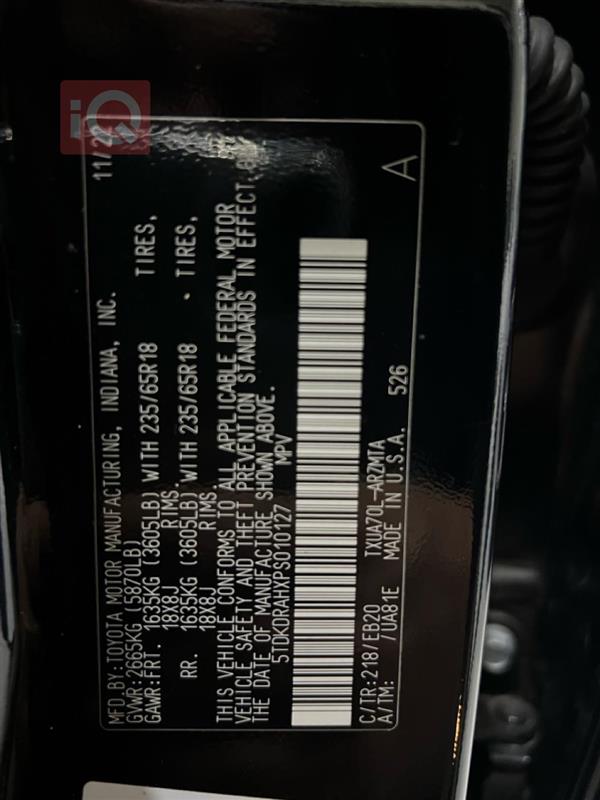 iQ
MFD.BY:TOYOTA MOTOR MANUFACTURING, INDIANA, INC. 11/2
GVWR:2665KG (5870LB)
GAWR:FRT. 1635KG (3605LB) WITH 235/65R18 TIRES,
18X8J RIMS.
RR. 1635KG (3605LB) WITH 235/65R18 TIRES,
18X8J RIMS
THIS VEHICLE CONFORMS TO ALL APPLICABLE FEDERAL MOTOR
VEHICLE SAFETY AND THEFT PREVENTION STANDARDS IN EFFECT
THE DATE OF MANUFACTURE SHOWN ABOVE.
5TDKDRAHXPS010127 MPV
C/TR:218/EB20 TXUA70L-ARZMTA A
A/TM: /UA81E MADE IN U.S.A. 526